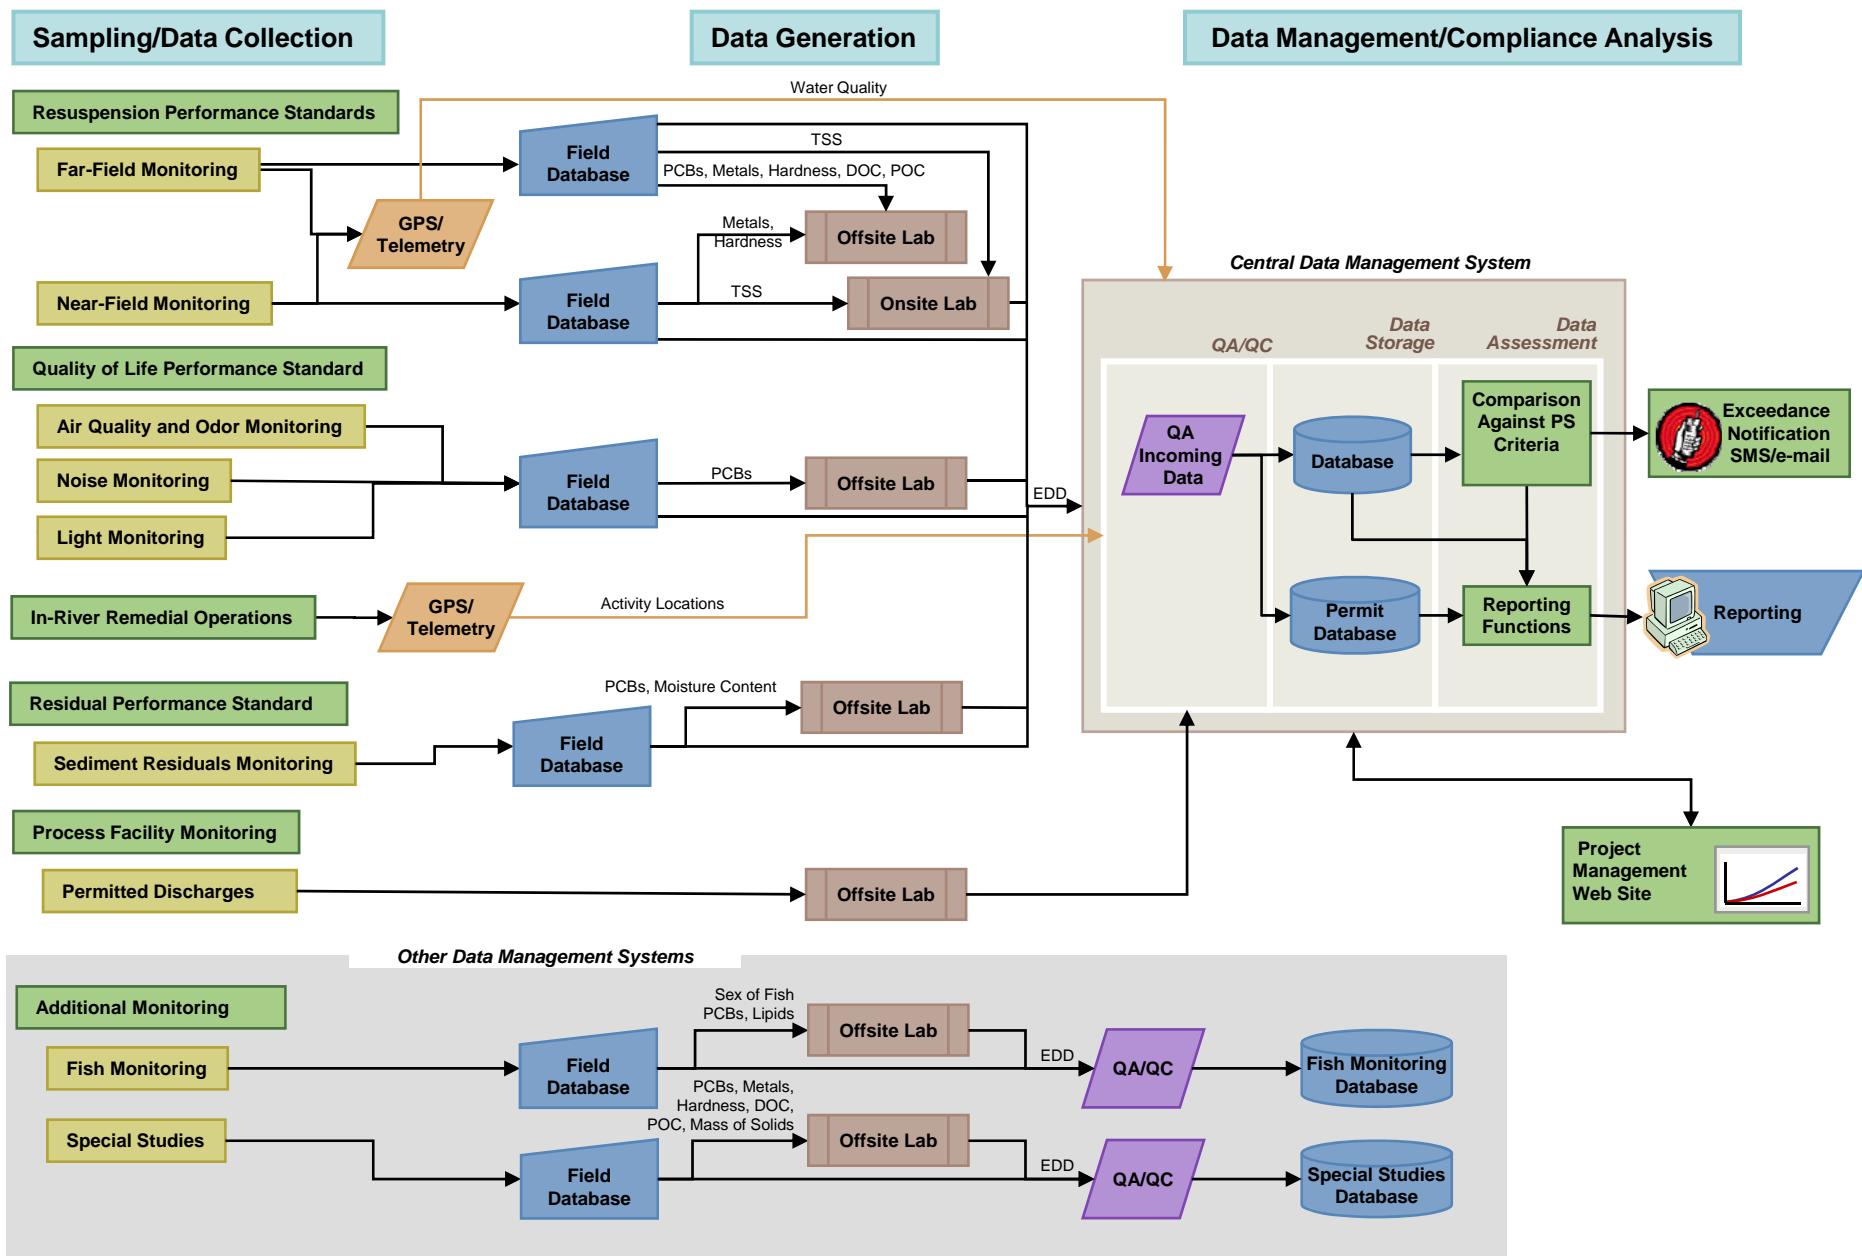 Sampling/Data Collection
Data Generation
Data Management/Compliance Analysis
Water Quality
Resuspension Performance Standards
Far-Field Monitoring
Field
Database
TSS
PCBs, Metals, Hardness, DOC, POC
GPS/
Telemetry
Metals,
Hardness
Offsite Lab
Near-Field Monitoring
Field
Database
TSS
Onsite Lab
Central Data Management System
QA/QC
Data
Storage
Data
Assessment
Quality of Life Performance Standard
Air Quality and Odor Monitoring
Noise Monitoring
Light Monitoring
Field
Database
PCBs
Offsite Lab
EDD
QA
Incoming
Data
Database
Comparison
Against PS
Criteria
Exceedance
Notification
SMS/e-mail
In-River Remedial Operations
GPS/
Telemetry
Activity Locations
Permit
Database
Reporting
Functions
Reporting
Residual Performance Standard
Sediment Residuals Monitoring
Field
Database
PCBs, Moisture Content
Offsite Lab
Process Facility Monitoring
Permitted Discharges
Offsite Lab
Project
Management
Web Site
Other Data Management Systems
Additional Monitoring
Fish Monitoring
Field
Database
Sex of Fish
PCBs, Lipids
Offsite Lab
EDD
QA/QC
Fish Monitoring
Database
Special Studies
Field
Database
PCBs, Metals,
Hardness, DOC,
POC, Mass of Solids
Offsite Lab
EDD
QA/QC
Special Studies
Database